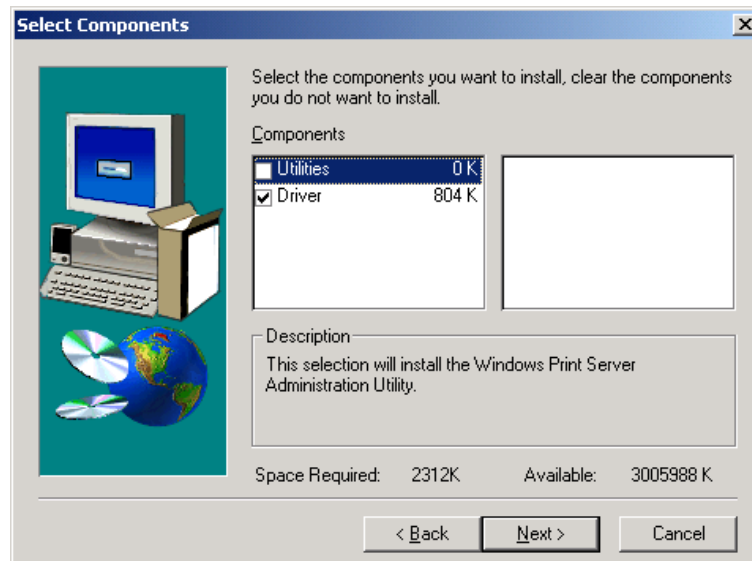 Select Components
Select the components you want to install, clear the components
you do not want to install.
Components
Utilities 0 K
Driver 804 K
Description
This selection will install the Windows Print Server
Administration Utility.
Space Required: 2312K Available: 3005988 K
< Back Next > Cancel